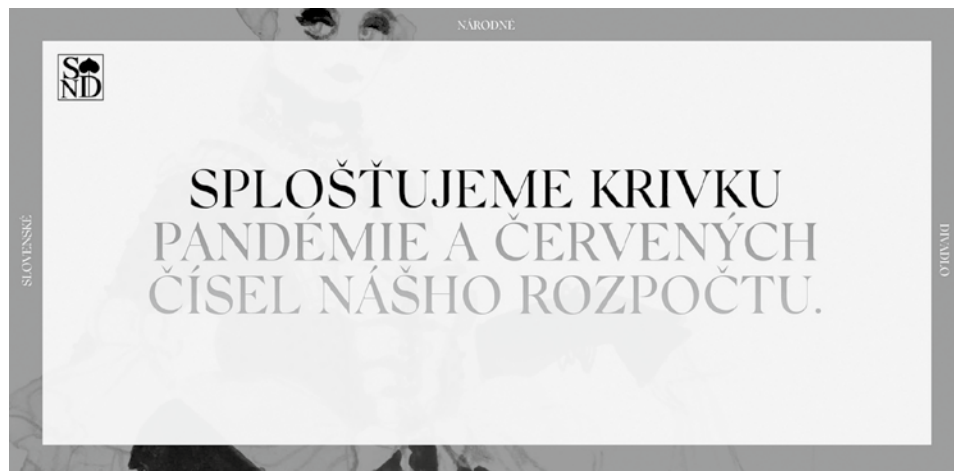 NÁRODNÉ
SND
SPLOŠŤUJEME KRIVKU
PANDÉMIE A ČERVENÝCH
ČÍSEL NÁŠHO ROZPOČTU.
SLOVENSKÉ
DIVADLO